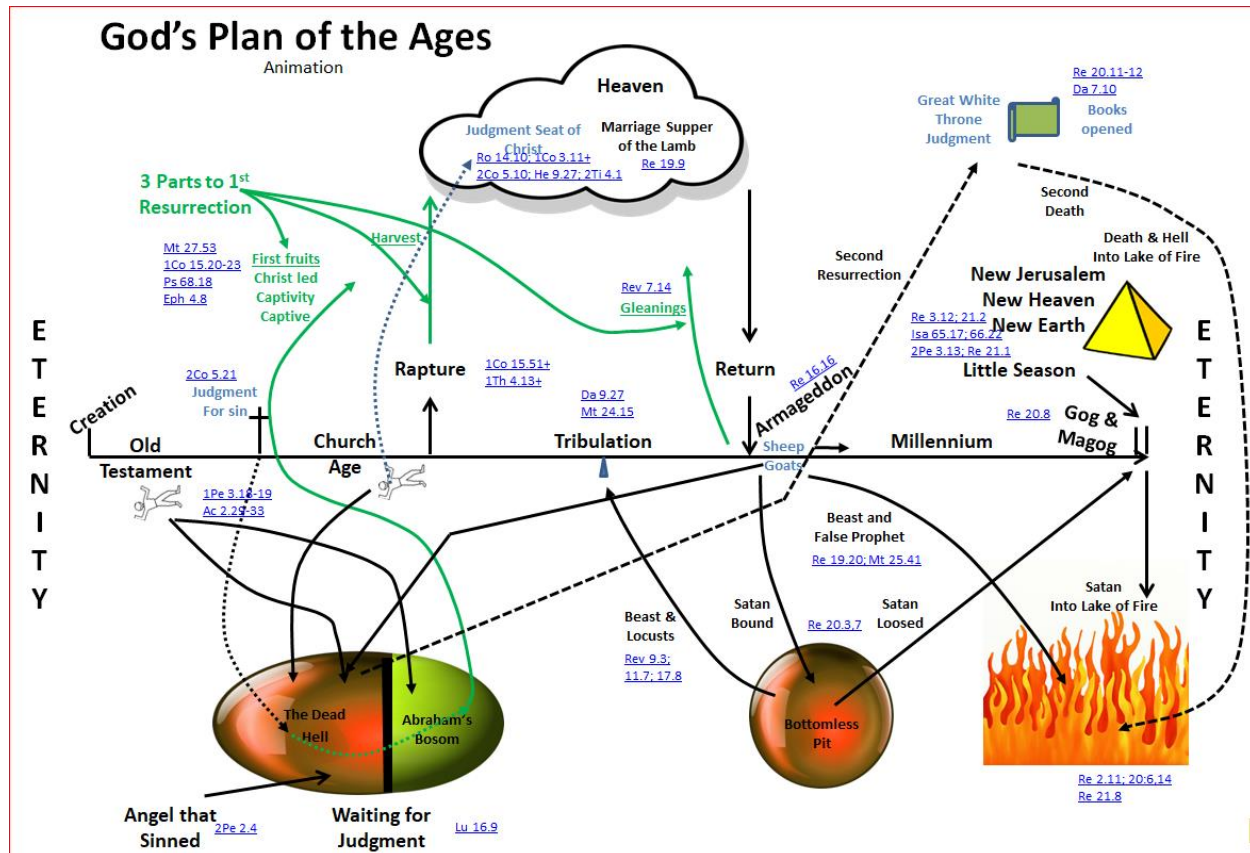 God's Plan of the Ages
Animation
Heaven
Judgment Seat of
Christ
Ro 14.10; 1Co 3.11+
2Co 5.10; He 9.27; 2Ti 4.1
Marriage Supper
of the Lamb
Re 19.9
Great White
Throne
Judgment
Re 20.11-12
Da 7.10
Books
opened
3 Parts to 1st
Resurrection
Mt 27.53
1Co 15.20-23
Ps 68.18
Eph 4.8
First fruits
Christ led
Captivity
Captive
Harvest
Rev 7.14
Gleanings
Second
Resurrection
Second
Death
Death & Hell
Into Lake of Fire
New Jerusalem
New Heaven
New Earth
Re 3.12; 21.2
Isa 65.17; 66.22
2Pe 3.13; Re 21.1
Little Season
ETERNITY
Creation
2Co 5.21
Judgment
For sin
Rapture
1Co 15.51+
1Th 4.13+
Da 9.27
Mt 24.15
Return
Re 16.16
Armageddon
Re 20.8
Gog &
Magog
ETERNITY
Old
Testament
Church
Age
Tribulation
Sheep
Goats
Millennium
1Pe 3.18-19
Ac 2.29-33
Beast and
False Prophet
Re 19.20; Mt 25.41
Beast &
Locusts
Rev 9.3;
11.7; 17.8
Satan
Bound
Re 20.3,7
Satan
Loosed
Satan
Into Lake of Fire
The Dead
Hell
Abraham's
Bosom
Bottomless
Pit
Angel that
Sinned
2Pe 2.4
Waiting for
Judgment
Lu 16.9
Re 2.11; 20:6,14
Re 21.8